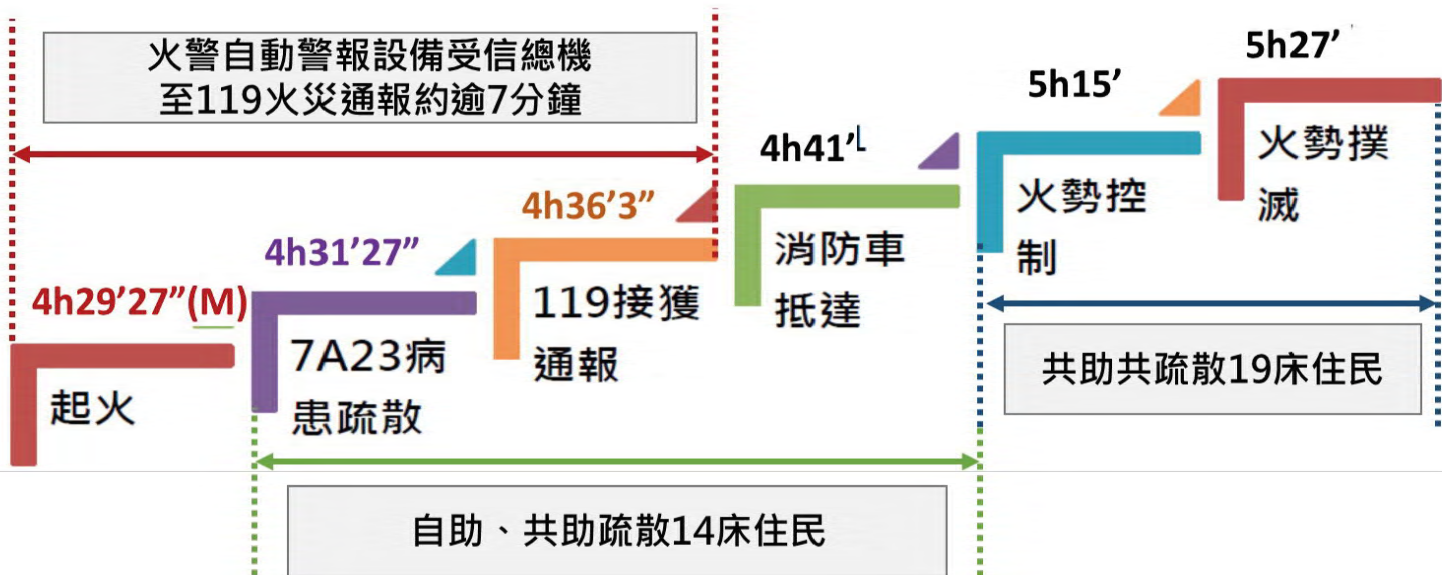 火警自動警報設備受信總機
至119火災通報約逾7分鐘
4h29’27”(M)
起火
4h31’27”
7A23病
患疏散
4h36’3”
119接獲
通報
4h41’
消防車
抵達
5h15’
火勢控
制
5h27’
火勢撲
滅
共助共疏散19床住民
自助、共助疏散14床住民